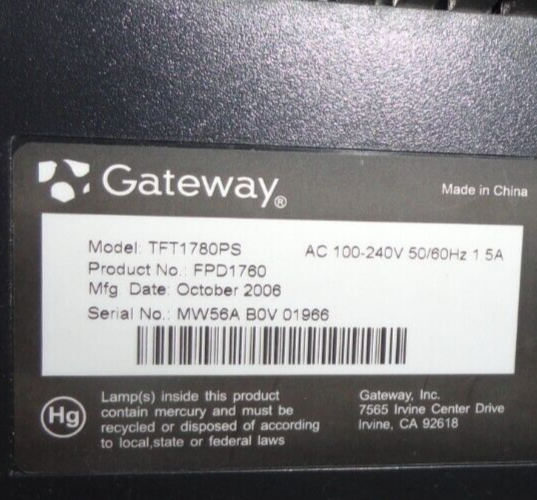 Gateway®
Made in China
Model: TFT1780PS AC 100-240V 50/60Hz 1.5A
Product No.: FPD1760
Mfg. Date: October 2006
Serial No.: MW56A B0V 01966
Hg
Lamp(s) inside this product
contain mercury and must be
recycled or disposed of according
to local,state or federal laws
Gateway, Inc.
7565 Irvine Center Drive
Irvine, CA 92618